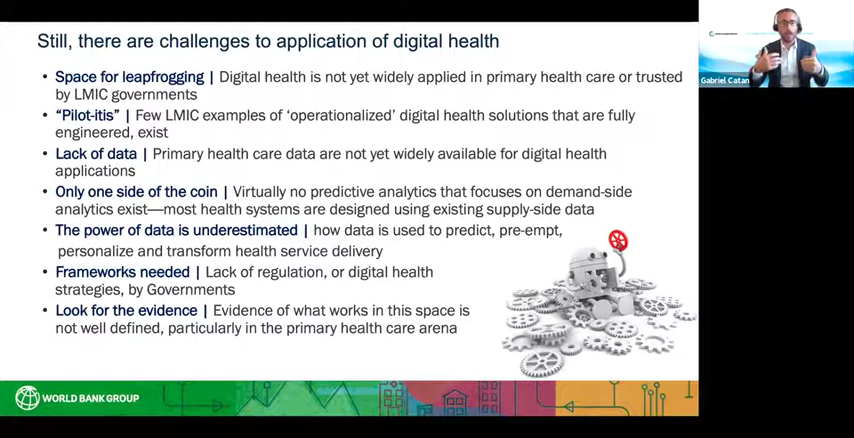 Still, there are challenges to application of digital health
• Space for leapfrogging | Digital health is not yet widely applied in primary health care or trusted
by LMIC governments
• “Pilot-itis” | Few LMIC examples of ‘operationalized’ digital health solutions that are fully
engineered, exist
• Lack of data | Primary health care data are not yet widely available for digital health
applications
• Only one side of the coin | Virtually no predictive analytics that focuses on demand-side
analytics exist—most health systems are designed using existing supply-side data
• The power of data is underestimated | how data is used to predict, pre-empt,
personalize and transform health service delivery
• Frameworks needed | Lack of regulation, or digital health
strategies, by Governments
• Look for the evidence | Evidence of what works in this space is
not well defined, particularly in the primary health care arena
WORLD BANK GROUP
Gabriel Catan